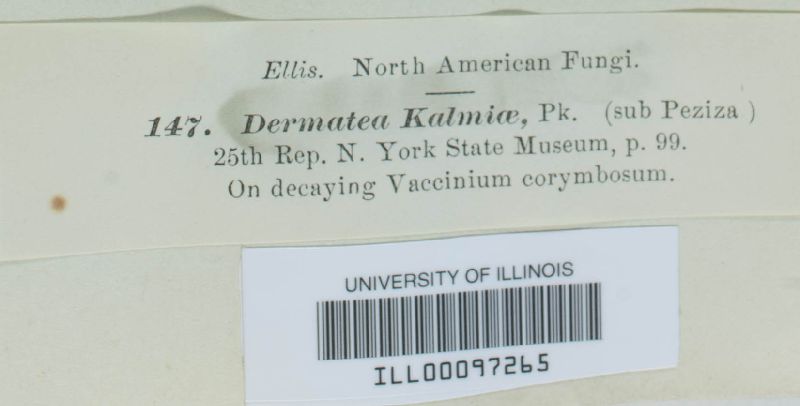 Ellis. North American Fungi.
147. Dermatea Kalmiæ, Pk. (sub Peziza )
25th Rep. N. York State Museum, p. 99.
On decaying Vaccinium corymbosum.
UNIVERSITY OF ILLINOIS
ILL00097265